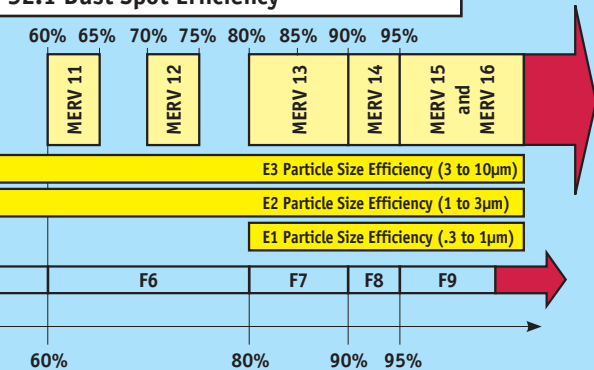 52.1 Dust Spot Efficiency
60% 65% 70% 75% 80% 85% 90% 95%
MERV 11
MERV 12
MERV 13
MERV 14
MERV 15
and
MERV 16
E3 Particle Size Efficiency (3 to 10µm)
E2 Particle Size Efficiency (1 to 3µm)
E1 Particle Size Efficiency (.3 to 1µm)
F6 F7 F8 F9
60% 80% 90% 95%